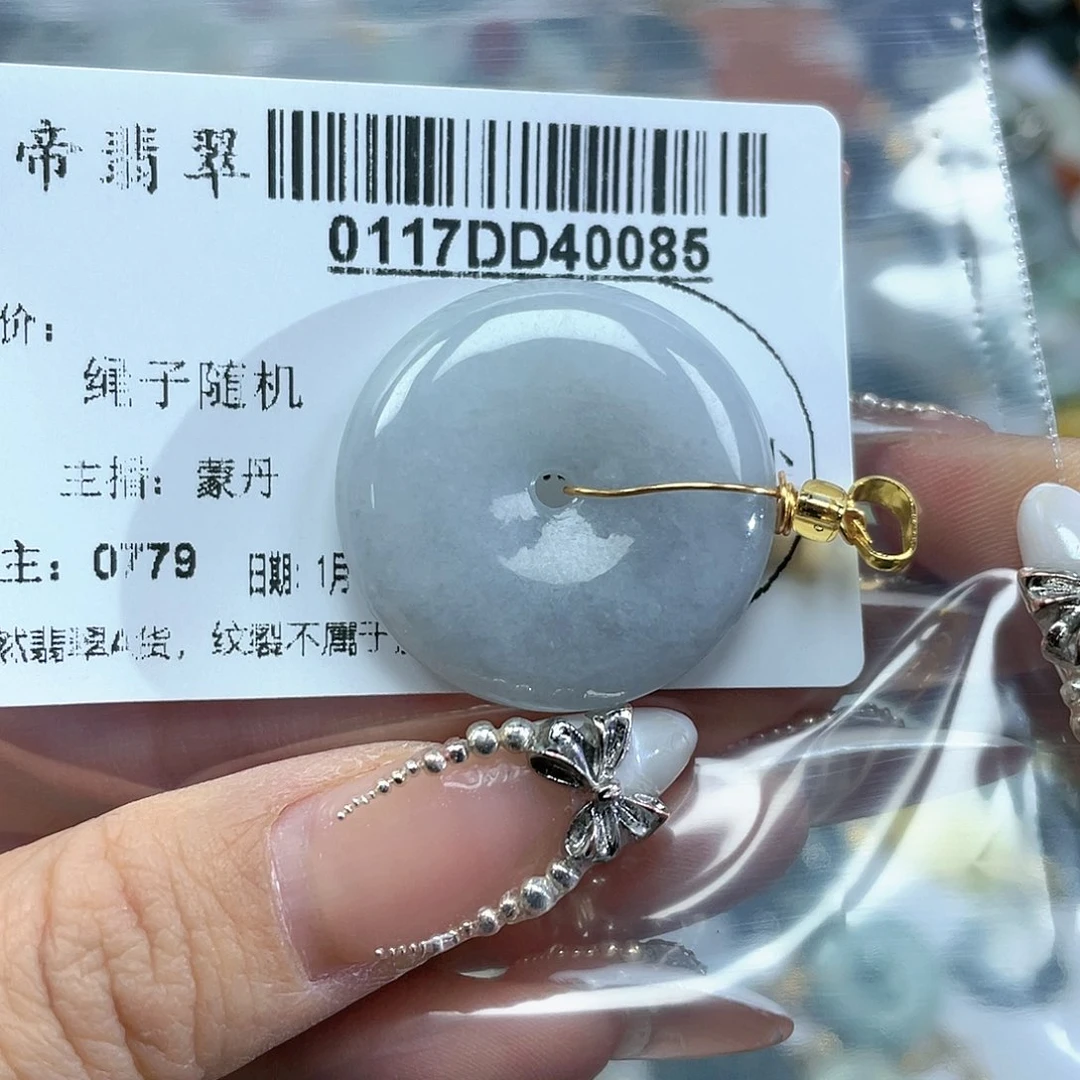 帝翡翠
0117DD40085
价:
绳子随机
主播: 蒙丹
主: 0779 日期: 1月
然翡翠A货, 纹裂不属于